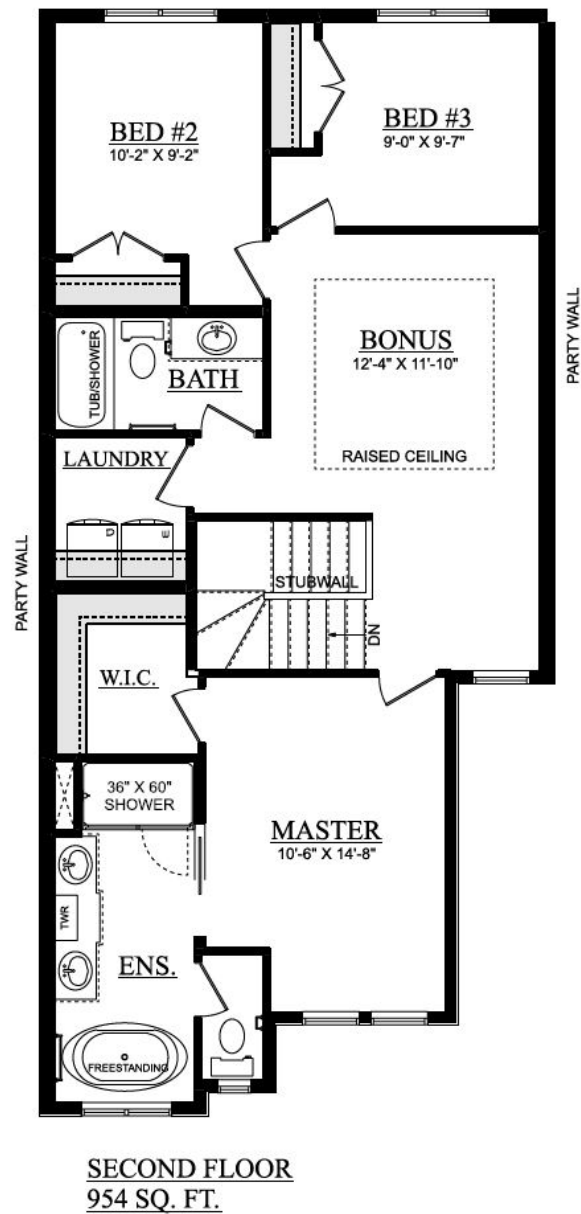 BED #2
10'-2" X 9'-2"
BED #3
9'-0" X 9'-7"
PARTY WALL
BONUS
12'-4" X 11'-10"
RAISED CEILING
TUB/SHOWER
BATH
LAUNDRY
D
E
PARTY WALL
STUBWALL
DN
W.I.C.
36" X 60"
SHOWER
MASTER
10'-6" X 14'-8"
TWR
ENS.
FREESTANDING
SECOND FLOOR
954 SQ. FT.